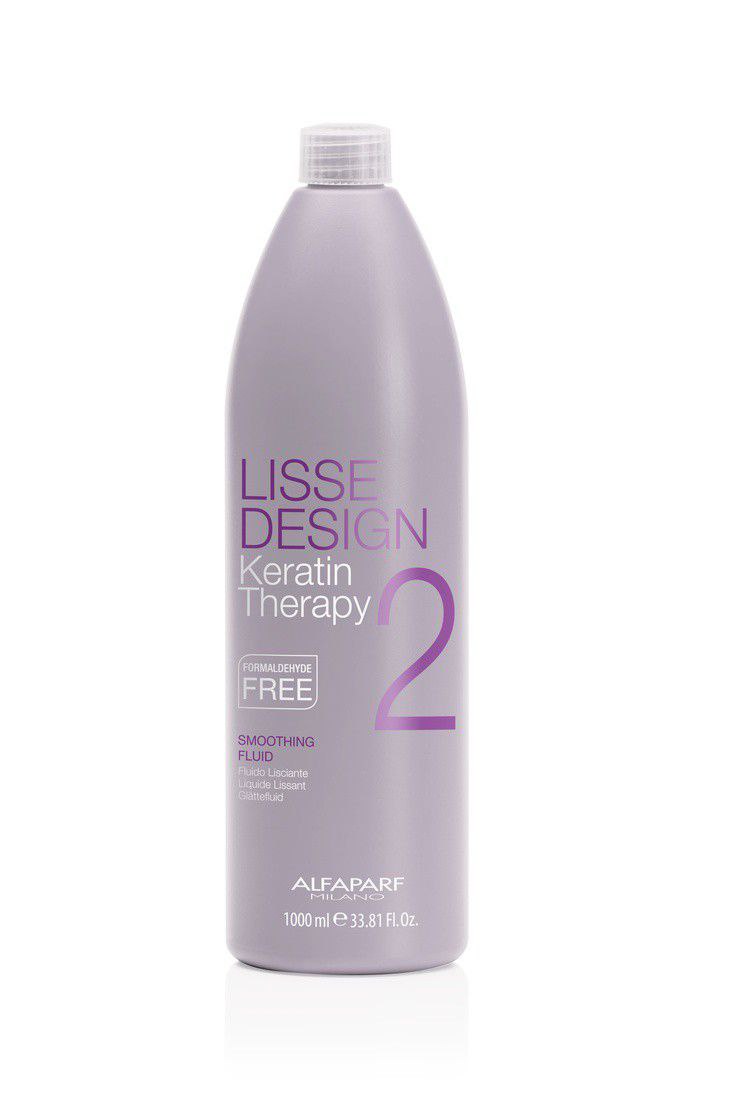 LISSE
DESIGN
Keratin
Therapy
2
FORMALDEHYDE
FREE
SMOOTHING
FLUID
Fluido Lisciante
Liquide Lissant
Glättefluid
ALFAPARF
MILANO
1000 ml ℮ 33.81 Fl. Oz.